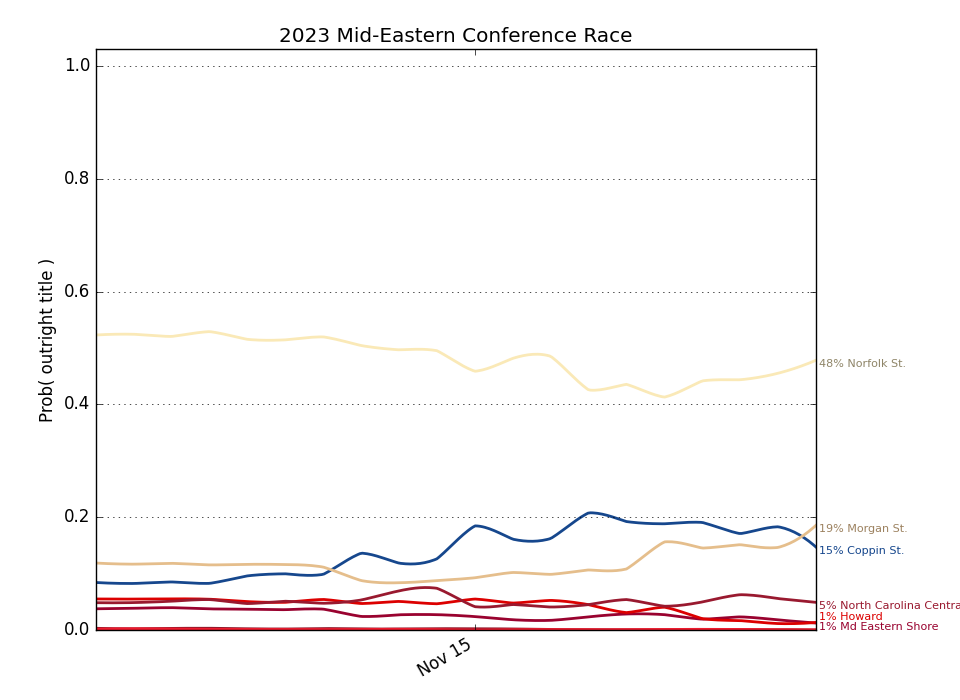 2023 Mid-Eastern Conference Race
1.0
0.8
0.6
0.4
0.2
0.0
Prob( outright title )
Nov 15
48% Norfolk St.
19% Morgan St.
15% Coppin St.
5% North Carolina Centra
1% Howard
1% Md Eastern Shore